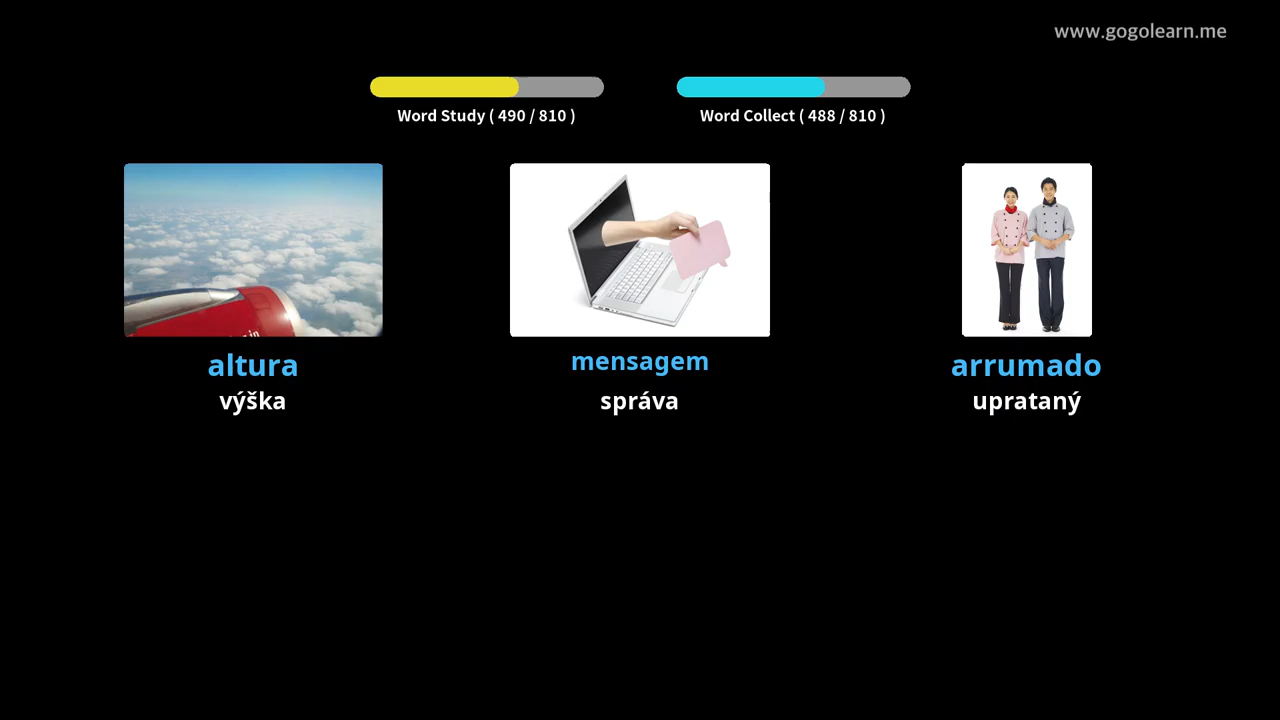 www.gogolearn.me
Word Study ( 490 / 810 )
Word Collect ( 488 / 810 )
altura
výška
mensagem
správa
arrumado
uprataný